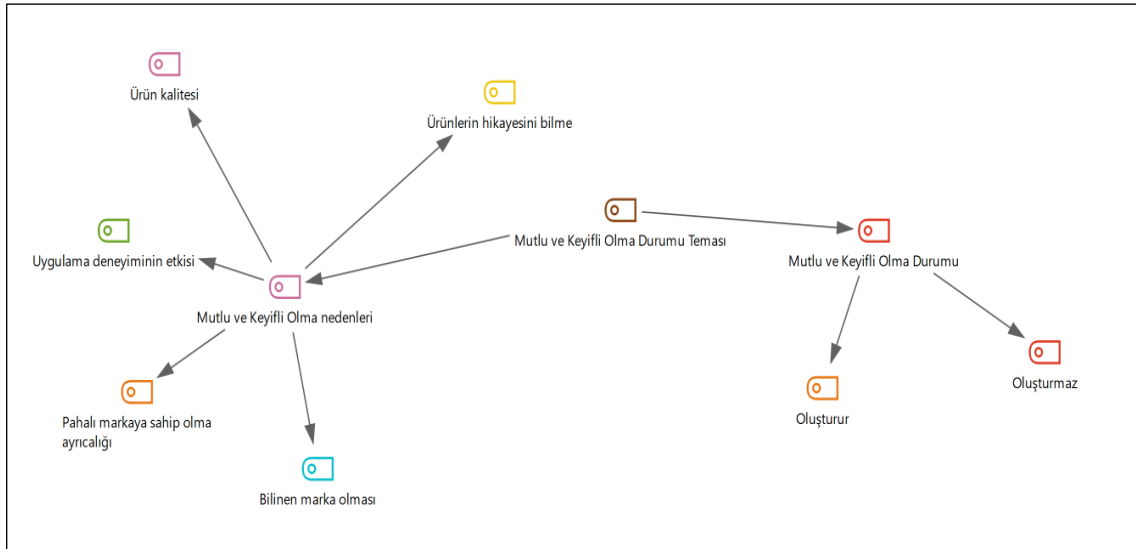 Ürün kalitesi
Ürünlerin hikayesini bilme
Mutlu ve Keyifli Olma Durumu Teması
Uygulama deneyiminin etkisi
Mutlu ve Keyifli Olma Durumu
Mutlu ve Keyifli Olma nedenleri
Oluşturmaz
Pahalı markaya sahip olma
ayrıcalığı
Oluşturur
Bilinen marka olması